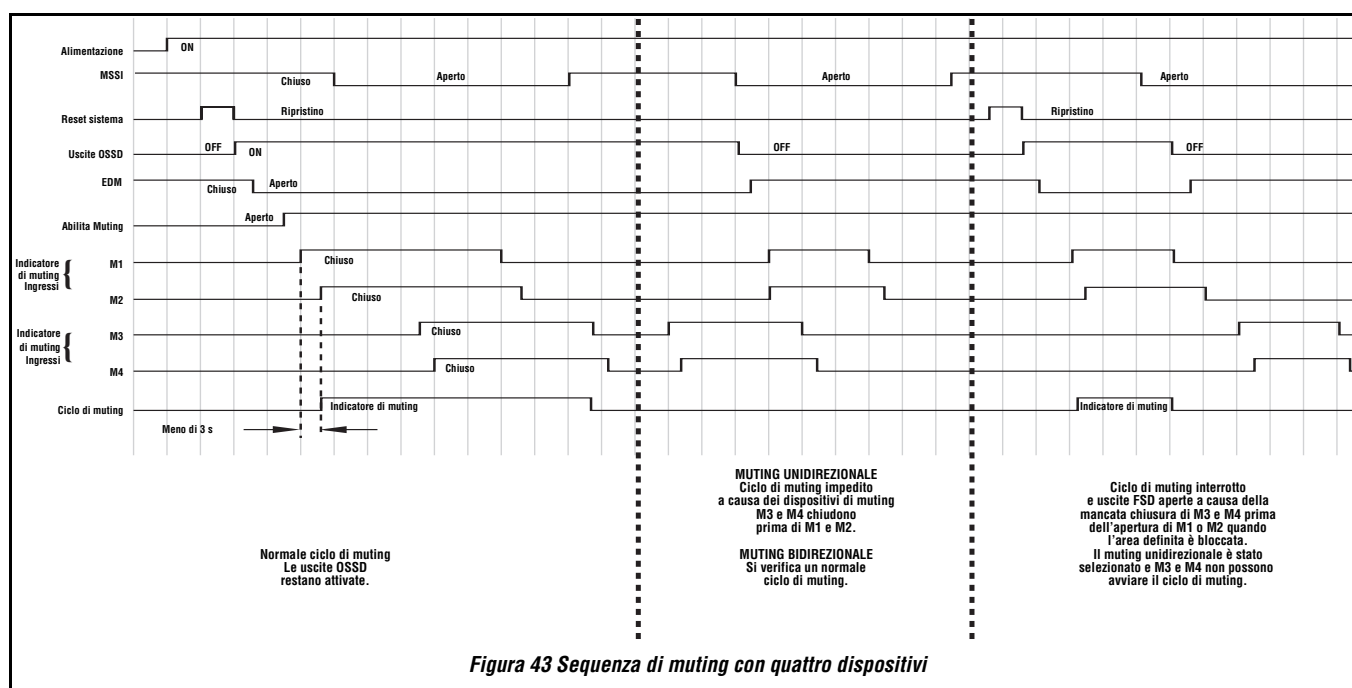 Alimentazione
ON
MSSI
Chiuso
Aperto
Aperto
Aperto
Reset sistema
Ripristino
Ripristino
Uscite OSSD
OFF
ON
OFF
OFF
EDM
Chiuso
Aperto
Abilita Muting
Aperto
Indicatore
di muting
Ingressi
{
M1
Chiuso
M2
Chiuso
Indicatore
di muting
Ingressi
{
M3
Chiuso
M4
Chiuso
Ciclo di muting
Indicatore di muting
Indicatore di muting
Meno di 3 s
Normale ciclo di muting
Le uscite OSSD
restano attivate.
MUTING UNIDIREZIONALE
Ciclo di muting impedito
a causa dei dispositivi di muting
M3 e M4 chiudono
prima di M1 e M2.
MUTING BIDIREZIONALE
Si verifica un normale
ciclo di muting.
Ciclo di muting interrotto
e uscite FSD aperte a causa della
mancata chiusura di M3 e M4 prima
dell'apertura di M1 o M2 quando
l'area definita è bloccata.
Il muting unidirezionale è stato
selezionato e M3 e M4 non possono
avviare il ciclo di muting.
Figura 43 Sequenza di muting con quattro dispositivi